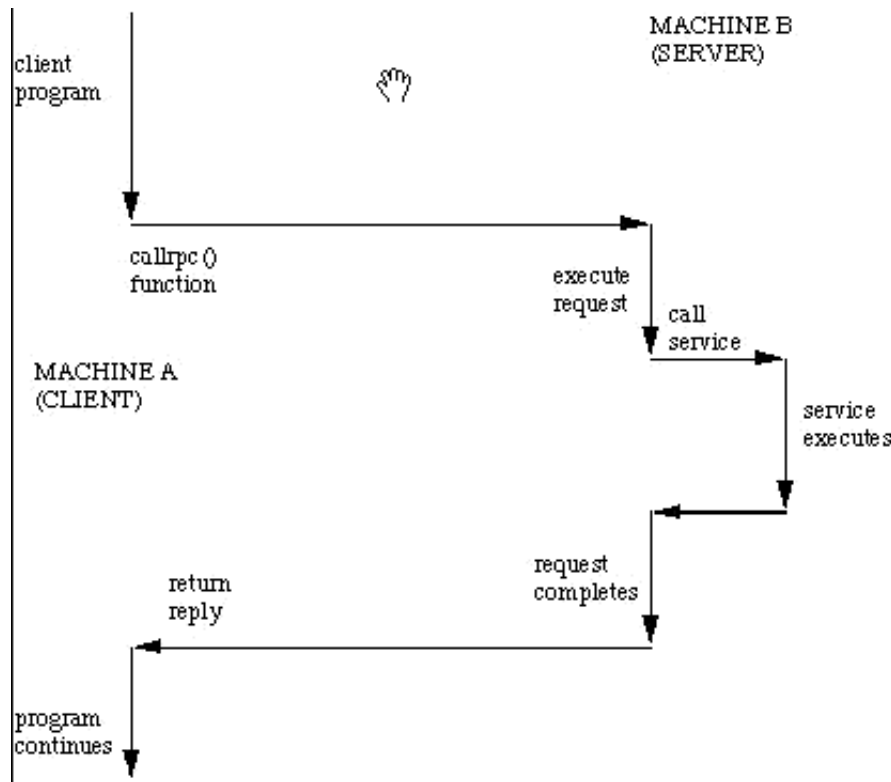 MACHINE B
(SERVER)
client
program
callrpc()
function
execute
request
call
service
MACHINE A
(CLIENT)
service
executes
request
completes
return
reply
program
continues